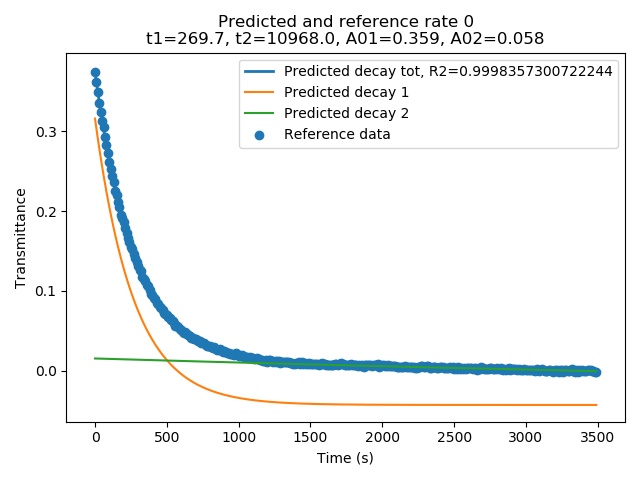 Predicted and reference rate 0
t1=269.7, t2=10968.0, A01=0.359, A02=0.058
Predicted decay tot, R2=0.9998357300722244
Predicted decay 1
Predicted decay 2
Reference data
Transmittance
0.3
0.2
0.1
0.0
0 500 1000 1500 2000 2500 3000 3500
Time (s)